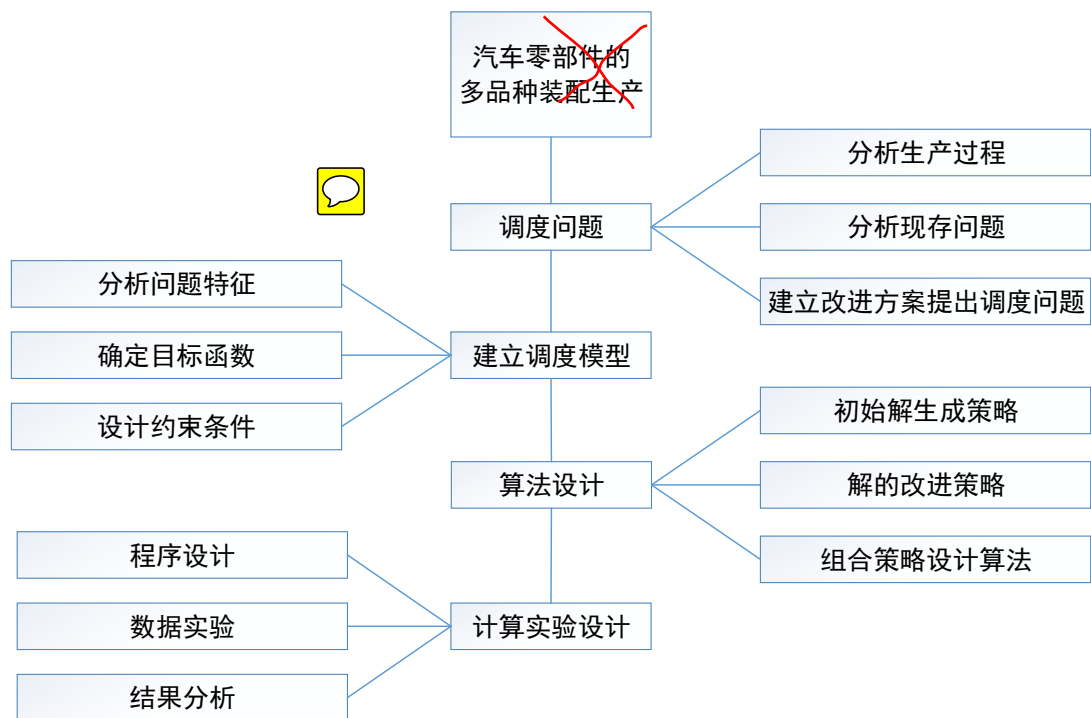 汽车零部件的
多品种装配生产
分析生产过程
调度问题
分析现存问题
分析问题特征
建立改进方案提出调度问题
确定目标函数
建立调度模型
设计约束条件
初始解生成策略
算法设计
解的改进策略
程序设计
组合策略设计算法
数据实验
计算实验设计
结果分析